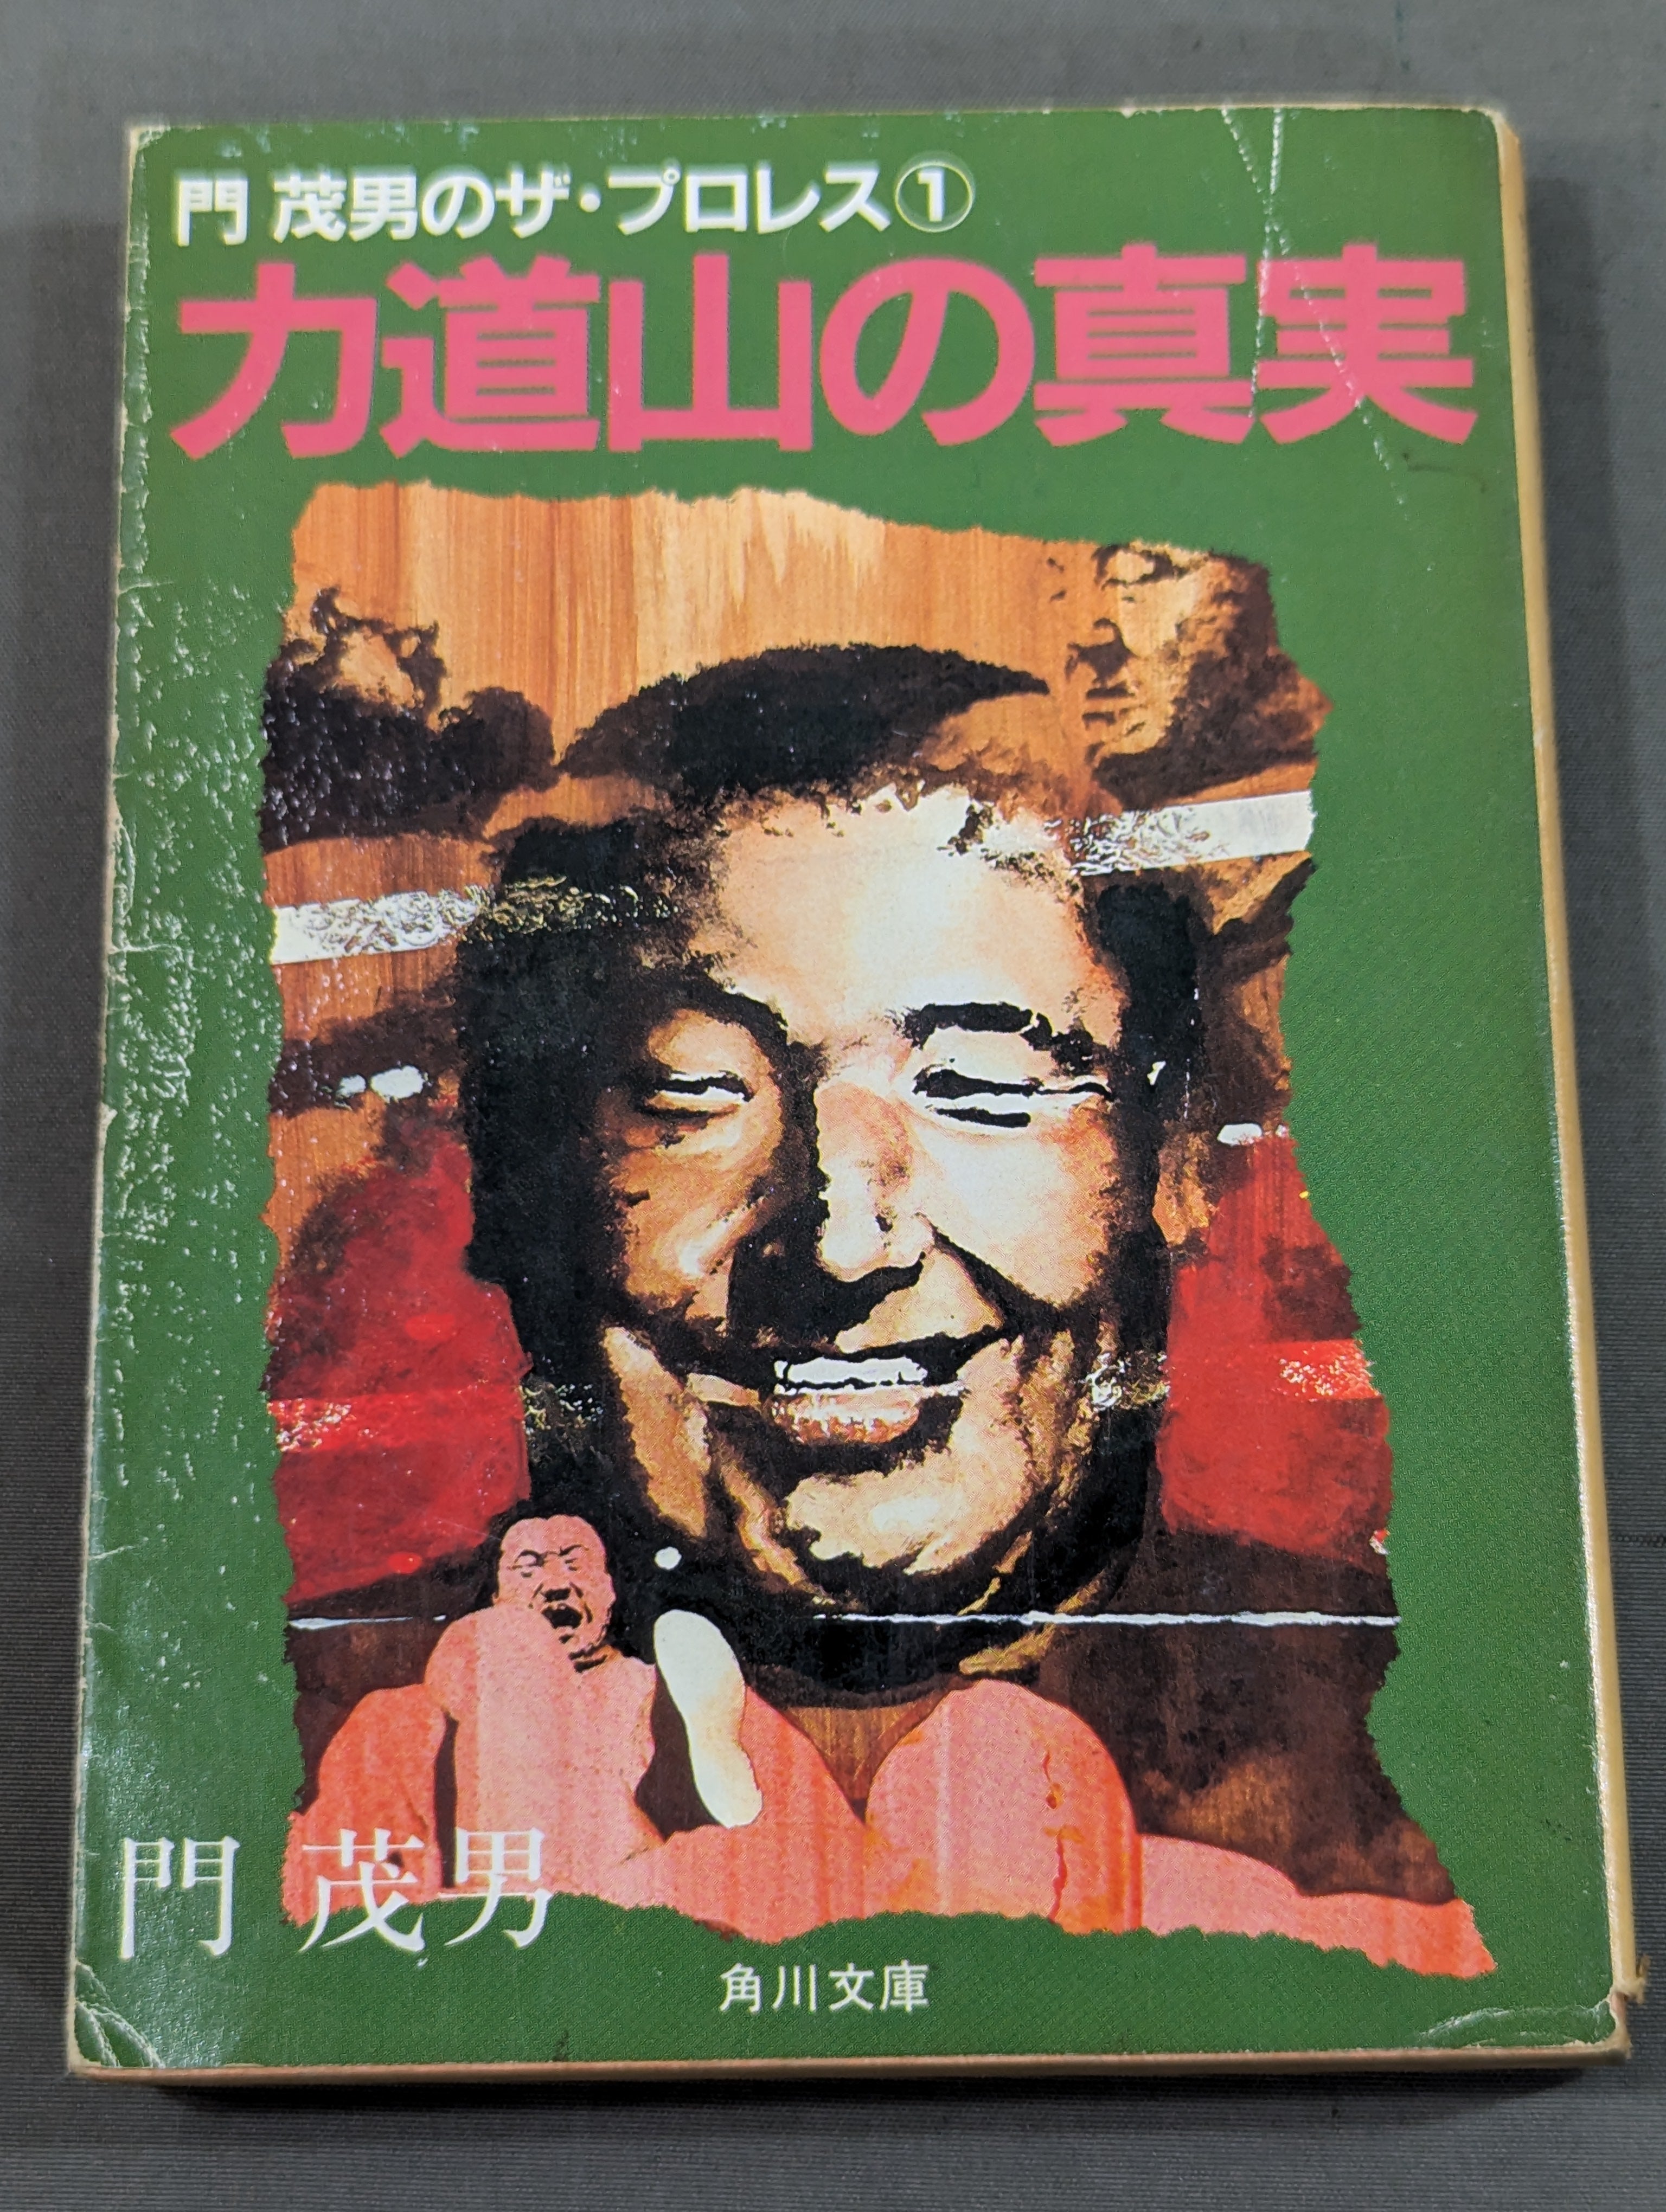 門 茂男のザ・プロレス①
力道山の真実
門 茂男
角川文庫